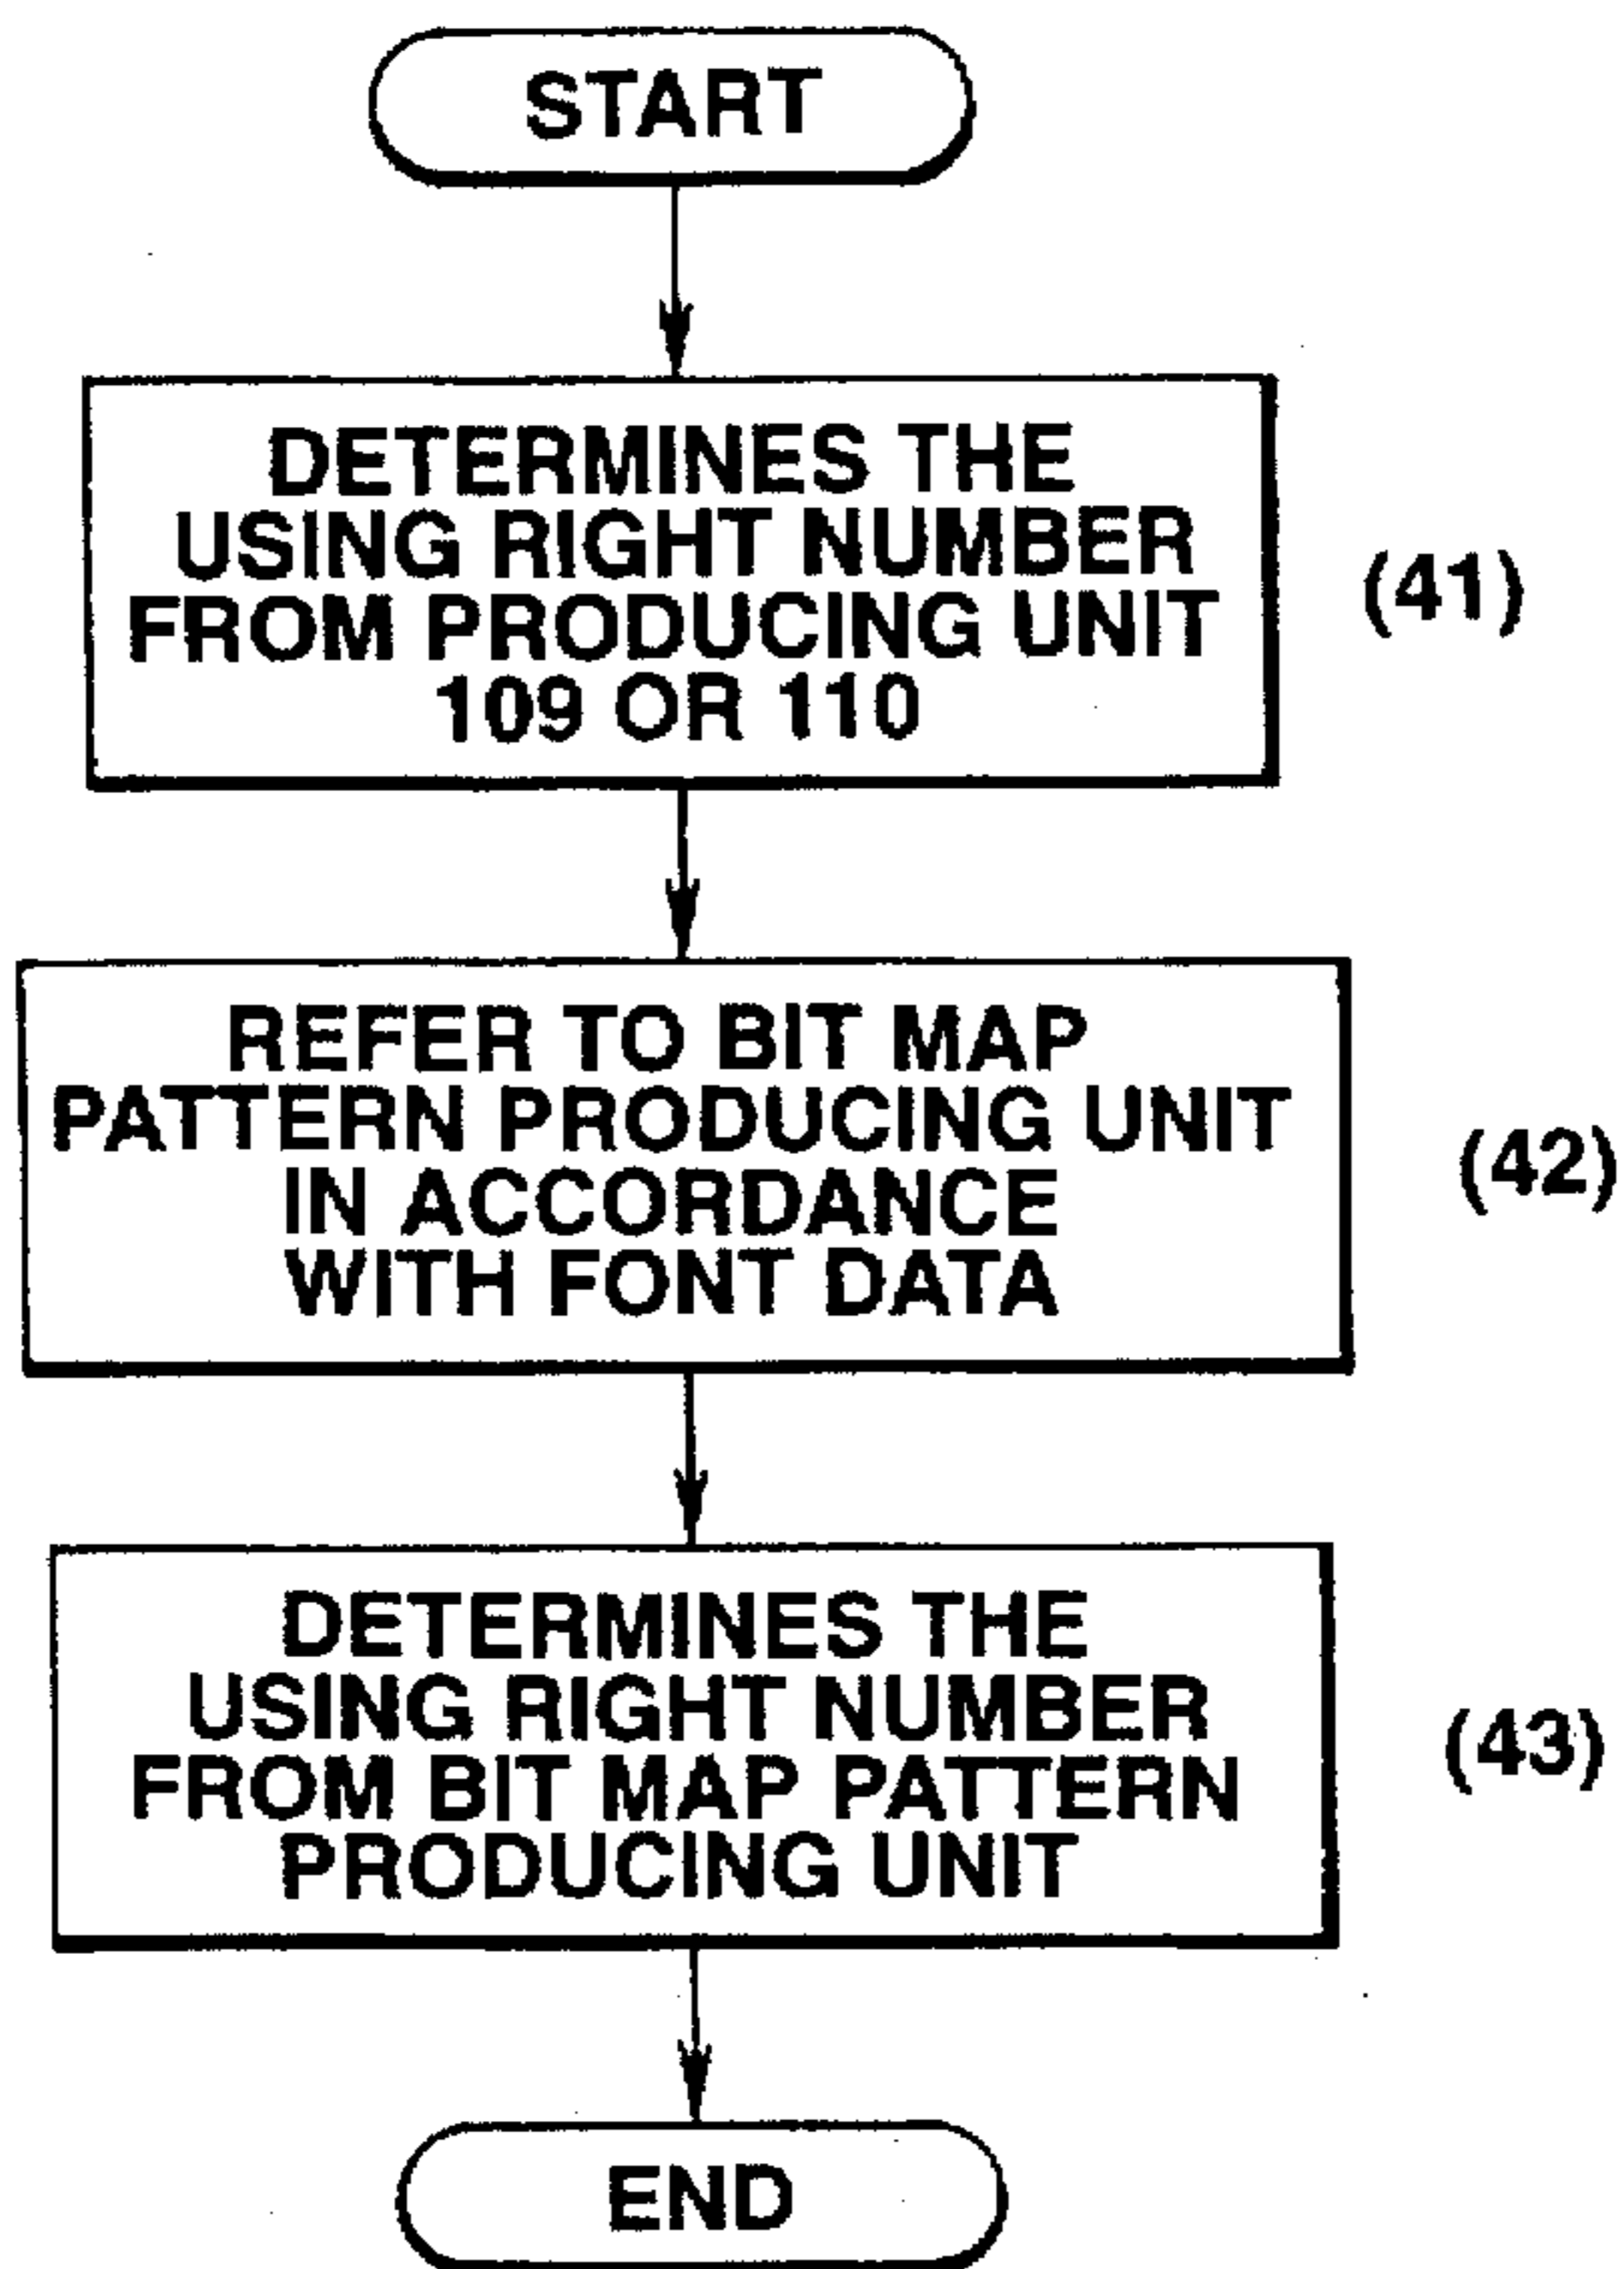 START
DETERMINES THE
USING RIGHT NUMBER
FROM PRODUCING UNIT
109 OR 110
(41)
REFER TO BIT MAP
PATTERN PRODUCING UNIT
IN ACCORDANCE
WITH FONT DATA
(42)
DETERMINES THE
USING RIGHT NUMBER
FROM BIT MAP PATTERN
PRODUCING UNIT
(43)
END